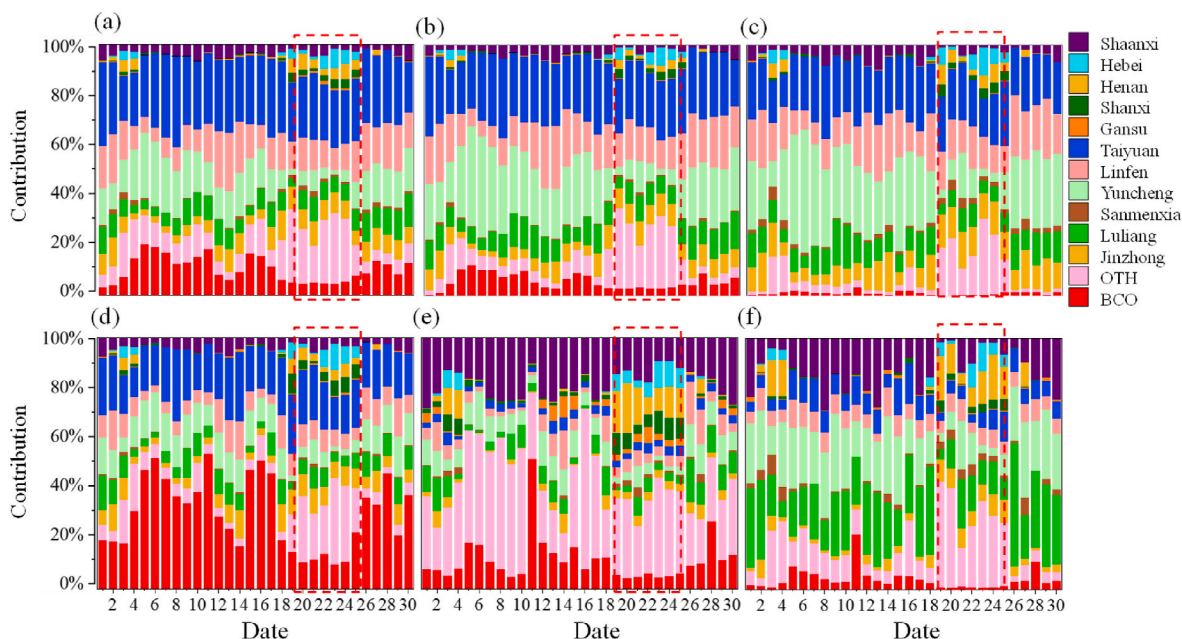 (a) (b) (c)
100%
80%
60%
40%
20%
0%
Contribution
Shaanxi
Hebei
Henan
Shanxi
Gansu
Taiyuan
Linfen
Yuncheng
Sanmenxia
Luliang
Jinzhong
OTH
BCO
(d) (e) (f)
100%
80%
60%
40%
20%
0%
Contribution
2 4 6 8 10 12 14 16 18 20 22 24 26 28 30 2 4 6 8 10 12 14 16 18 20 22 24 26 28 30 2 4 6 8 10 12 14 16 18 20 22 24 26 28 30
Date Date Date